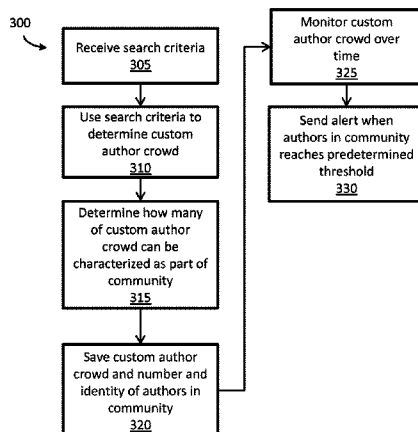 300
Receive search criteria
305
Use search criteria to
determine custom
author crowd
310
Determine how many
of custom author
crowd can be
characterized as part of
community
315
Save custom author
crowd and number and
identity of authors in
community
320
Monitor custom
author crowd over
time
325
Send alert when
authors in community
reaches predetermined
threshold
330